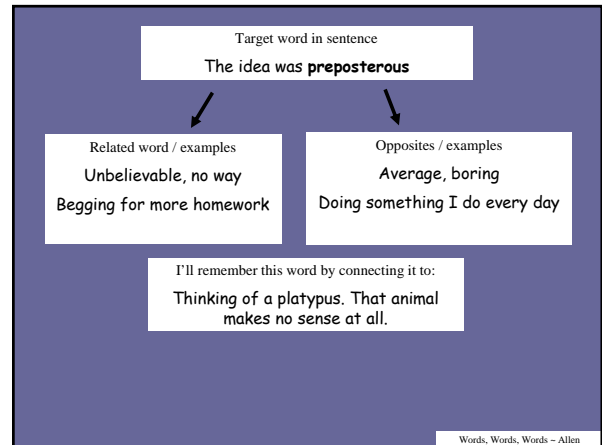 Target word in sentence
The idea was preposterous
Related word / examples
Unbelievable, no way
Begging for more homework
Opposites / examples
Average, boring
Doing something I do every day
I'll remember this word by connecting it to:
Thinking of a platypus. That animal
makes no sense at all.
Words, Words, Words ~ Allen